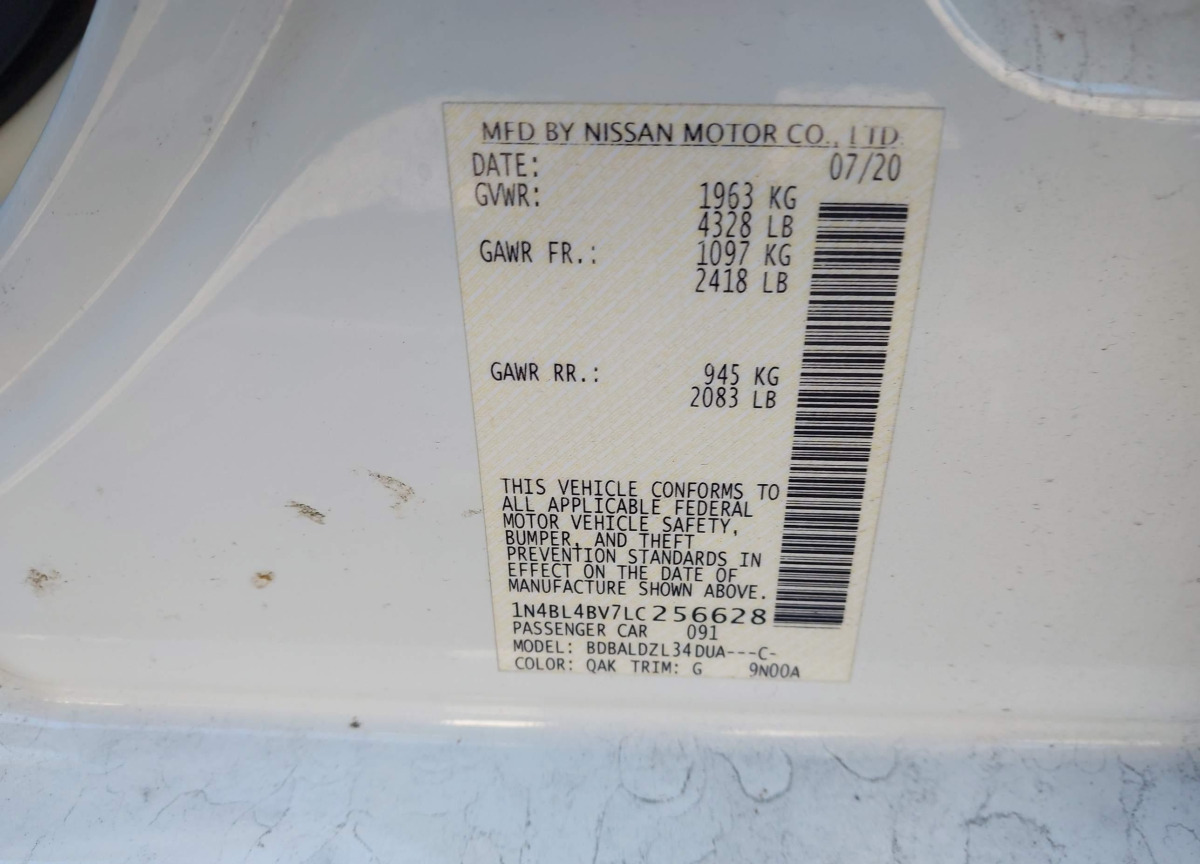 MFD BY NISSAN MOTOR CO., LTD.
DATE: 07/20
GVWR: 1963 KG
4328 LB
GAWR FR.: 1097 KG
2418 LB
GAWR RR.: 945 KG
2083 LB
THIS VEHICLE CONFORMS TO
ALL APPLICABLE FEDERAL
MOTOR VEHICLE SAFETY,
BUMPER, AND THEFT
PREVENTION STANDARDS IN
EFFECT ON THE DATE OF
MANUFACTURE SHOWN ABOVE.
1N4BL4BV7LC256628
PASSENGER CAR 091
MODEL: BDBALDZL34DUA---C-
COLOR: QAK TRIM: G 9N00A